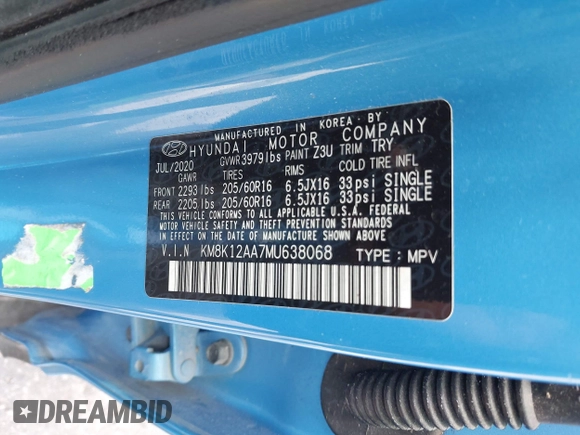 MANUFACTURED IN KOREA BY
HYUNDAI MOTOR COMPANY
JUL/2020 GVWR 3979 lbs PAINT Z3U TRIM TRY
GAWR TIRES RIMS COLD TIRE INFL
FRONT 2293 lbs 205/60R16 6.5JX16 33psi SINGLE
REAR 2205 lbs 205/60R16 6.5JX16 33psi SINGLE
THIS VEHICLE CONFORMS TO ALL APPLICABLE U.S.A. FEDERAL
MOTOR VEHICLE SAFETY, BUMPER, AND THEFT PREVENTION STANDARDS
IN EFFECT ON THE DATE OF MANUFACTURE SHOWN ABOVE.
V.I.N KM8K12AA7MU638068 TYPE : MPV
DREAMBID